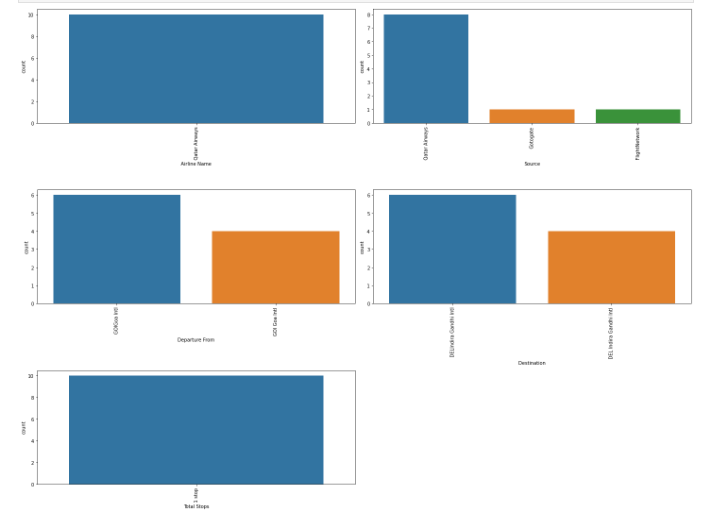 10
8
6
4
2
0
count
Qatar Airways
Airline Name
8
7
6
5
4
3
2
1
0
count
Qatar Airways
Gotogate
FlightNetwork
Source
6
5
4
3
2
1
0
count
GOIGoa Intl
GOI Goa Intl
Departure From
6
5
4
3
2
1
0
count
DELIndira Gandhi Intl
DEL Indira Gandhi Intl
Destination
10
8
6
4
2
0
count
1 stop
Total Stops